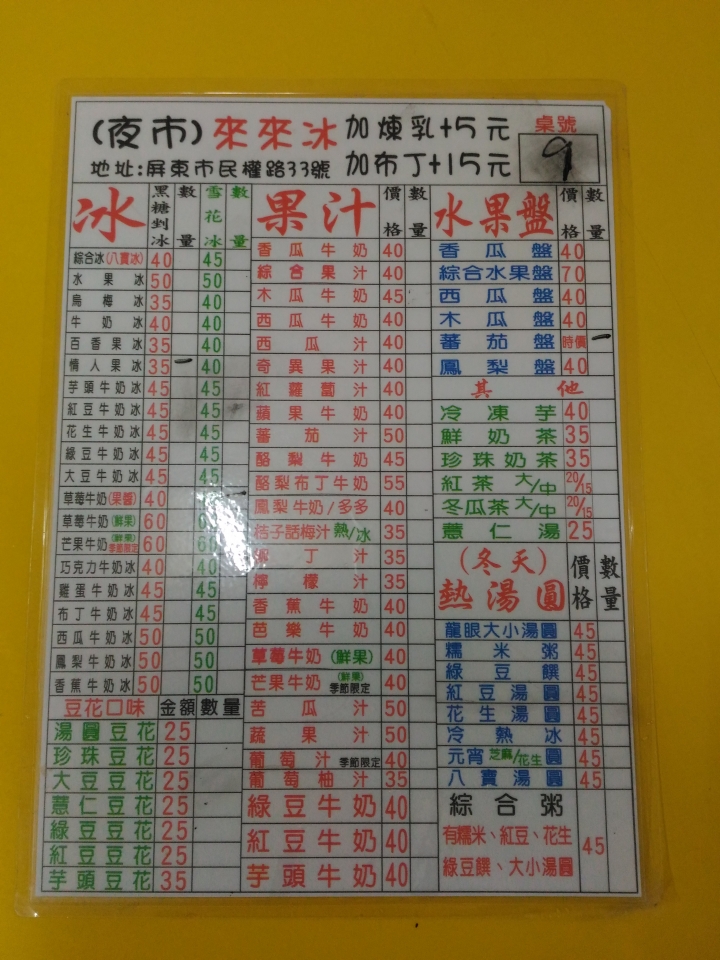 (夜市)來來冰 加煉乳+5元 桌號
地址:屏東市民權路33號 加布丁+15元 9
冰 黑糖剉冰 數量 雪花冰 數量
綜合冰(八寶冰) 40 45
水果冰 50 50
烏梅冰 35 40
牛奶冰 40 40
百香果冰 35 40
情人果冰 35 一 40
芋頭牛奶冰 45 45
紅豆牛奶冰 45 45
花生牛奶冰 45 45
綠豆牛奶冰 45 45
大豆牛奶冰 45 45
草莓牛奶(果醬) 40
草莓牛奶(鮮果) 60
芒果牛奶(鮮果)季節限定 60
巧克力牛奶冰 40 40
雞蛋牛奶冰 45 45
布丁牛奶冰 45 45
西瓜牛奶冰 50 50
鳳梨牛奶冰 50 50
香蕉牛奶冰 50 50
豆花口味 金額 數量
湯圓豆花 25
珍珠豆花 25
大豆豆花 25
薏仁豆花 25
綠豆豆花 25
紅豆豆花 25
芋頭豆花 35
果汁 價格 數量
香瓜牛奶 40
綜合果汁 40
木瓜牛奶 45
西瓜牛奶 40
西瓜汁 40
奇異果汁 40
紅蘿蔔汁 40
蘋果牛奶 40
蕃茄汁 50
酪梨牛奶 45
酪梨布丁牛奶 55
鳳梨牛奶/多多 40
桔子話梅汁 熱/冰 35
丁汁 35
檸檬汁 35
香蕉牛奶 40
芭樂牛奶 40
草莓牛奶(鮮果) 40
芒果牛奶(鮮果)季節限定 40
苦瓜汁 50
蔬果汁 50
葡萄汁 季節限定 40
葡萄柚汁 35
綠豆牛奶 40
紅豆牛奶 40
芋頭牛奶 40
水果盤 價格 數量
香瓜盤 40
綜合水果盤 70
西瓜盤 40
木瓜盤 40
蕃茄盤 時價 一
鳳梨盤 40
其他
冷凍芋 40
鮮奶茶 35
珍珠奶茶 35
紅茶 大/中 20/15
冬瓜茶 大/中 20/15
薏仁湯 25
(冬天)熱湯圓 價格 數量
龍眼大小湯圓 45
糯米粥 45
綠豆饌 45
紅豆湯圓 45
花生湯圓 45
冷熱冰 45
元宵芝麻/花生圓 45
八寶湯圓 45
綜合粥
有糯米、紅豆、花生 45
綠豆饌、大小湯圓